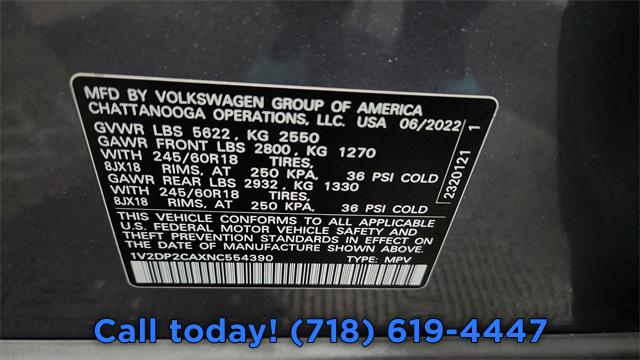 MFD BY VOLKSWAGEN GROUP OF AMERICA
CHATTANOOGA OPERATIONS, LLC. USA 06/2022
GVWR LBS 5622, KG 2550
GAWR FRONT LBS 2800, KG 1270
WITH 245/60R18 TIRES,
8JX18 RIMS, AT 250 KPA, 36 PSI COLD
GAWR REAR LBS 2932, KG 1330
WITH 245/60R18 TIRES,
8JX18 RIMS, AT 250 KPA, 36 PSI COLD
THIS VEHICLE CONFORMS TO ALL APPLICABLE
U.S. FEDERAL MOTOR VEHICLE SAFETY AND
THEFT PREVENTION STANDARDS IN EFFECT ON
THE DATE OF MANUFACTURE SHOWN ABOVE.
1V2DP2CAXNC554390 TYPE: MPV
2320121 1
Call today! (718) 619-4447